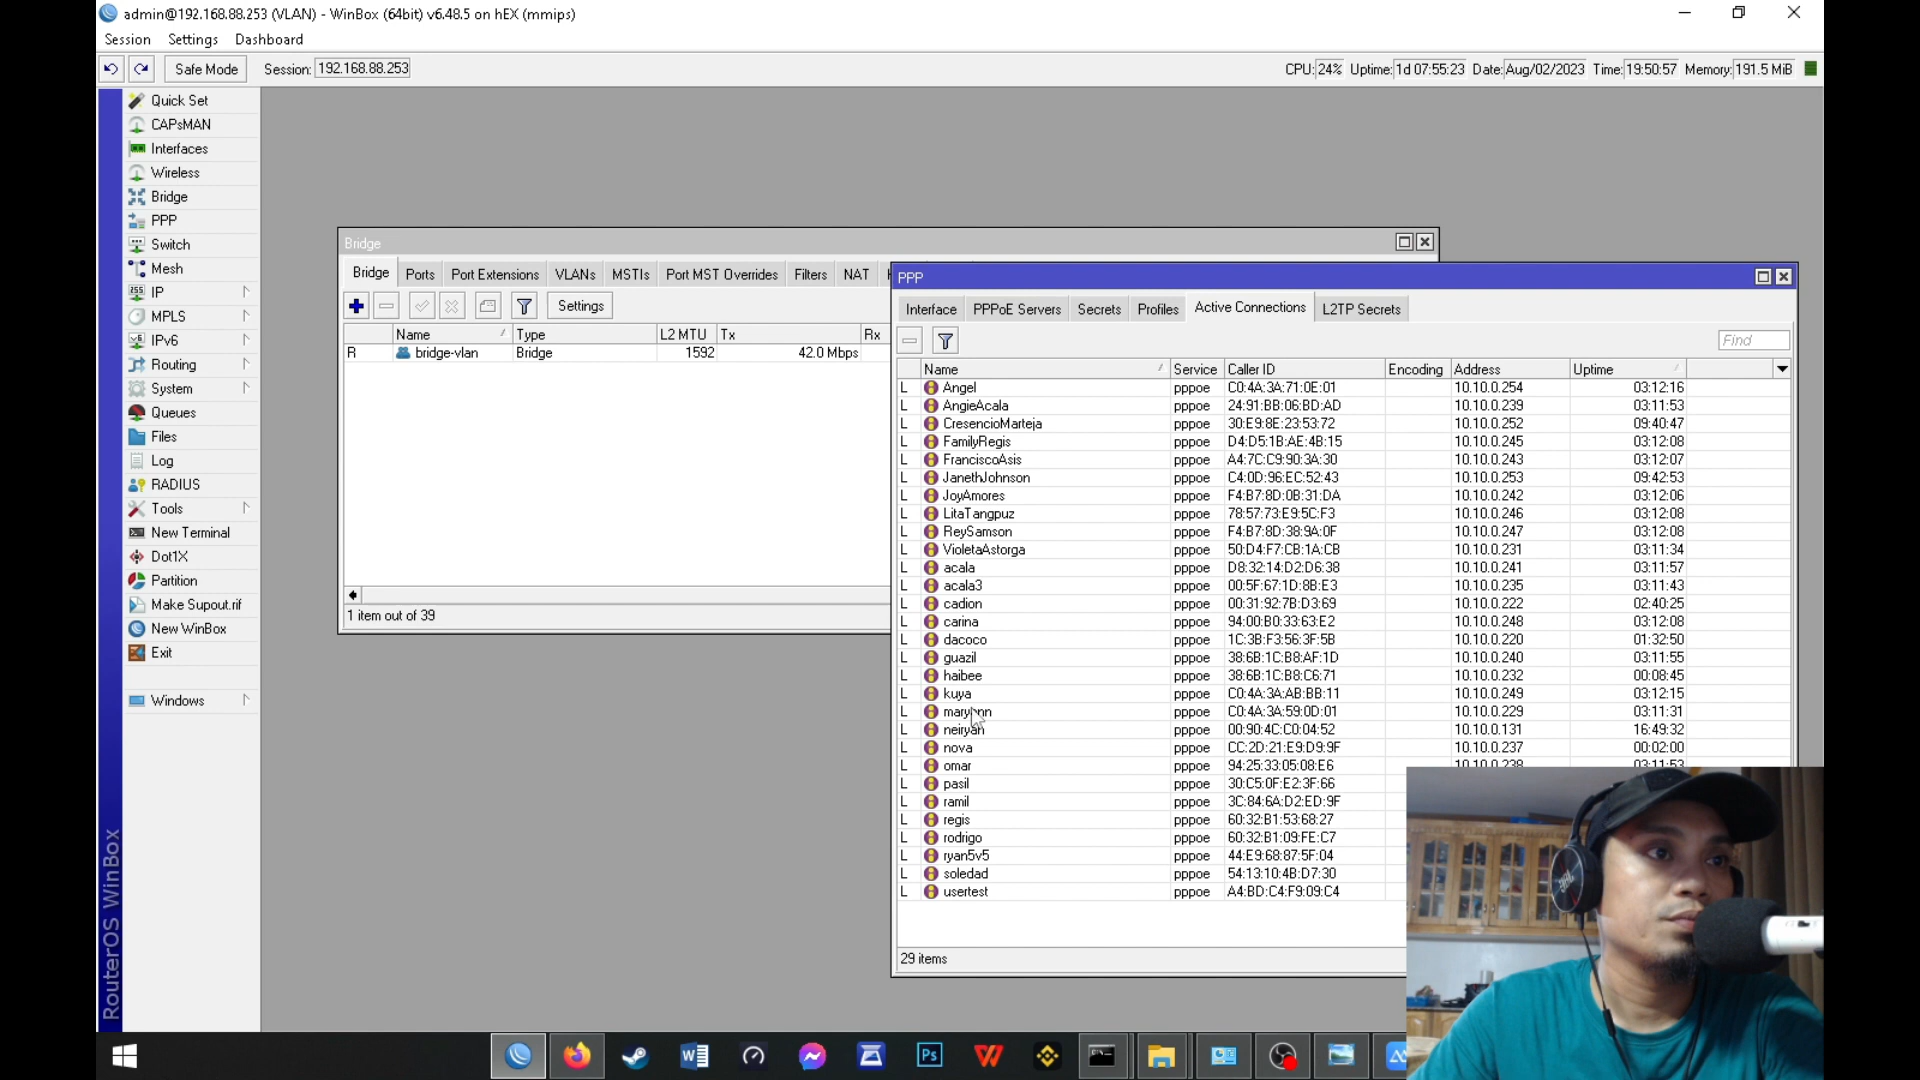 admin@192.168.88.253 (VLAN) - WinBox (64bit) v6.48.5 on hEX (mmips)
Session Settings Dashboard
Safe Mode Session: 192.168.88.253 CPU: 24% Uptime: 1d 07:55:23 Date: Aug/02/2023 Time: 19:50:57 Memory: 191.5 MiB
Quick Set
CAPsMAN
Interfaces
Wireless
Bridge
PPP
Switch
Mesh
IP
MPLS
IPv6
Routing
System
Queues
Files
Log
RADIUS
Tools
New Terminal
Dot1X
Partition
Make Supout.rif
New WinBox
Exit
Windows
RouterOS WinBox
Bridge
Bridge Ports Port Extensions VLANs MSTIs Port MST Overrides Filters NAT
Settings
Name Type L2 MTU Tx Rx
R bridge-vlan Bridge 1592 42.0 Mbps
1 item out of 39
PPP
Interface PPPoE Servers Secrets Profiles Active Connections L2TP Secrets
Find
Name Service Caller ID Encoding Address Uptime
L Angel pppoe C0:4A:3A:71:0E:01 10.10.0.254 03:12:16
L AngieAcala pppoe 24:91:BB:06:BD:AD 10.10.0.239 03:11:53
L CresencioMarteja pppoe 30:E9:8E:23:53:72 10.10.0.252 09:40:47
L FamilyRegis pppoe D4:D5:1B:AE:4B:15 10.10.0.245 03:12:08
L FranciscoAsis pppoe A4:7C:C9:90:3A:30 10.10.0.243 03:12:07
L JanethJohnson pppoe C4:0D:96:EC:52:43 10.10.0.253 09:42:53
L JoyAmores pppoe F4:B7:8D:0B:31:DA 10.10.0.242 03:12:06
L LitaTangpuz pppoe 78:57:73:E9:5C:F3 10.10.0.246 03:12:08
L ReySamson pppoe F4:B7:8D:38:9A:0F 10.10.0.247 03:12:08
L VioletaAstorga pppoe 50:D4:F7:CB:1A:CB 10.10.0.231 03:11:34
L acala pppoe D8:32:14:D2:D6:38 10.10.0.241 03:11:57
L acala3 pppoe 00:5F:67:1D:8B:E3 10.10.0.235 03:11:43
L cadion pppoe 00:31:92:7B:D3:69 10.10.0.222 02:40:25
L carina pppoe 94:00:B0:33:63:E2 10.10.0.248 03:12:08
L dacoco pppoe 1C:3B:F3:56:3F:5B 10.10.0.220 01:32:50
L guazil pppoe 38:6B:1C:B8:AF:1D 10.10.0.240 03:11:55
L haibee pppoe 38:6B:1C:B8:C6:71 10.10.0.232 00:08:45
L kuya pppoe C0:4A:3A:AB:BB:11 10.10.0.249 03:12:15
L pppoe C0:4A:3A:59:0D:01 10.10.0.229 03:11:31
L neiryan pppoe 00:90:4C:C0:04:52 10.10.0.131 16:49:32
L nova pppoe CC:2D:21:E9:D9:9F 10.10.0.237 00:02:00
L omar pppoe 94:25:33:05:08:E6 10.10.0.238 03:11:53
L pasil pppoe 30:C5:0F:E2:3F:66
L ramil pppoe 3C:84:6A:D2:ED:9F
L regis pppoe 60:32:B1:53:68:27
L rodrigo pppoe 60:32:B1:09:FE:C7
L ryan5v5 pppoe 44:E9:68:87:5F:04
L soledad pppoe 54:13:10:4B:D7:30
L usertest pppoe A4:BD:C4:F9:09:C4
29 items
W
Ps
JBL